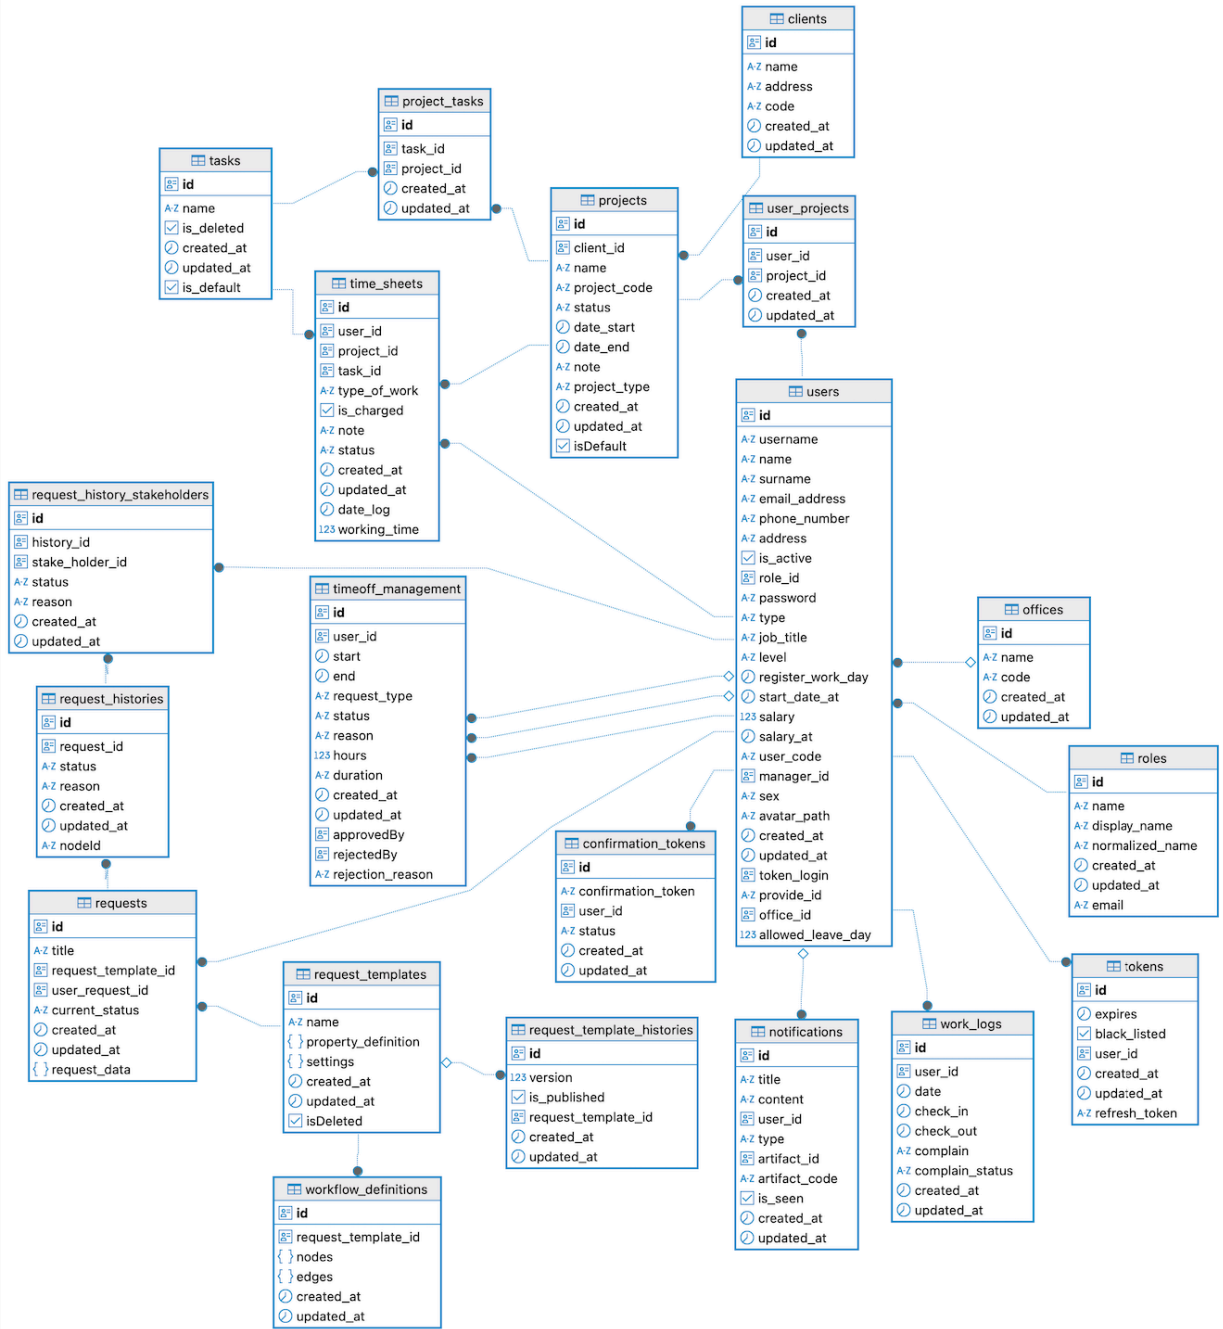 clients
id
A-Z name
A-Z address
A-Z code
created_at
updated_at
project_tasks
id
task_id
project_id
created_at
updated_at
tasks
id
A-Z name
is_deleted
created_at
updated_at
is_default
projects
id
client_id
A-Z name
A-Z project_code
A-Z status
date_start
date_end
A-Z note
A-Z project_type
created_at
updated_at
isDefault
user_projects
id
user_id
project_id
created_at
updated_at
time_sheets
id
user_id
project_id
task_id
A-Z type_of_work
is_charged
A-Z note
A-Z status
created_at
updated_at
date_log
123 working_time
users
id
A-Z username
A-Z name
A-Z surname
A-Z email_address
A-Z phone_number
A-Z address
is_active
role_id
A-Z password
A-Z type
A-Z job_title
A-Z level
register_work_day
start_date_at
123 salary
salary_at
A-Z user_code
manager_id
A-Z sex
A-Z avatar_path
created_at
updated_at
token_login
A-Z provide_id
office_id
123 allowed_leave_day
request_history_stakeholders
id
history_id
stake_holder_id
A-Z status
A-Z reason
created_at
updated_at
timeoff_management
id
user_id
start
end
A-Z request_type
A-Z status
A-Z reason
123 hours
A-Z duration
created_at
updated_at
approvedBy
rejectedBy
A-Z rejection_reason
offices
id
A-Z name
A-Z code
created_at
updated_at
request_histories
id
request_id
A-Z status
A-Z reason
created_at
updated_at
A-Z nodeId
roles
id
A-Z name
A-Z display_name
A-Z normalized_name
created_at
updated_at
A-Z email
confirmation_tokens
id
A-Z confirmation_token
user_id
A-Z status
created_at
updated_at
requests
id
A-Z title
request_template_id
user_request_id
A-Z current_status
created_at
updated_at
{ } request_data
request_templates
id
A-Z name
{ } property_definition
{ } settings
created_at
updated_at
isDeleted
request_template_histories
id
123 version
is_published
request_template_id
created_at
updated_at
notifications
id
A-Z title
A-Z content
user_id
A-Z type
artifact_id
A-Z artifact_code
is_seen
created_at
updated_at
work_logs
id
user_id
date
check_in
check_out
A-Z complain
A-Z complain_status
created_at
updated_at
tokens
id
expires
black_listed
user_id
created_at
updated_at
A-Z refresh_token
workflow_definitions
id
request_template_id
{ } nodes
{ } edges
created_at
updated_at